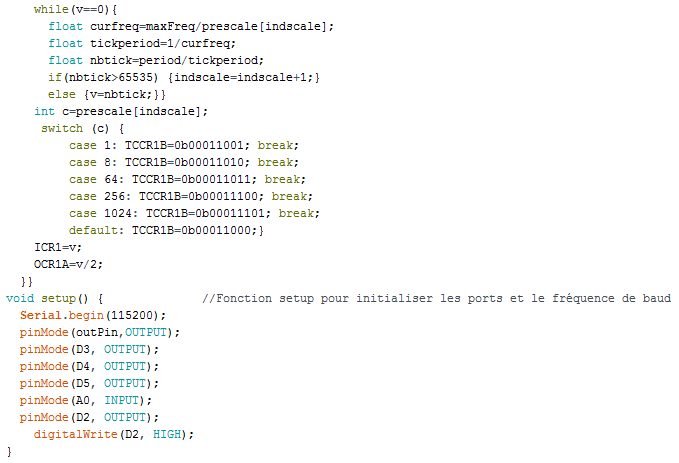 while(v==0){
float curfreq=maxFreq/prescale[indscale];
float tickperiod=1/curfreq;
float nbtick=period/tickperiod;
if(nbtick>65535) {indscale=indscale+1;}
else {v=nbtick;}}
int c=prescale[indscale];
switch (c) {
case 1: TCCR1B=0b00011001; break;
case 8: TCCR1B=0b00011010; break;
case 64: TCCR1B=0b00011011; break;
case 256: TCCR1B=0b00011100; break;
case 1024: TCCR1B=0b00011101; break;
default: TCCR1B=0b00011000;}
ICR1=v;
OCR1A=v/2;
}}
void setup() { //Fonction setup pour initialiser les ports et le fréquence de baud
Serial.begin(115200);
pinMode(outPin,OUTPUT);
pinMode(D3, OUTPUT);
pinMode(D4, OUTPUT);
pinMode(D5, OUTPUT);
pinMode(A0, INPUT);
pinMode(D2, OUTPUT);
digitalWrite(D2, HIGH);
}